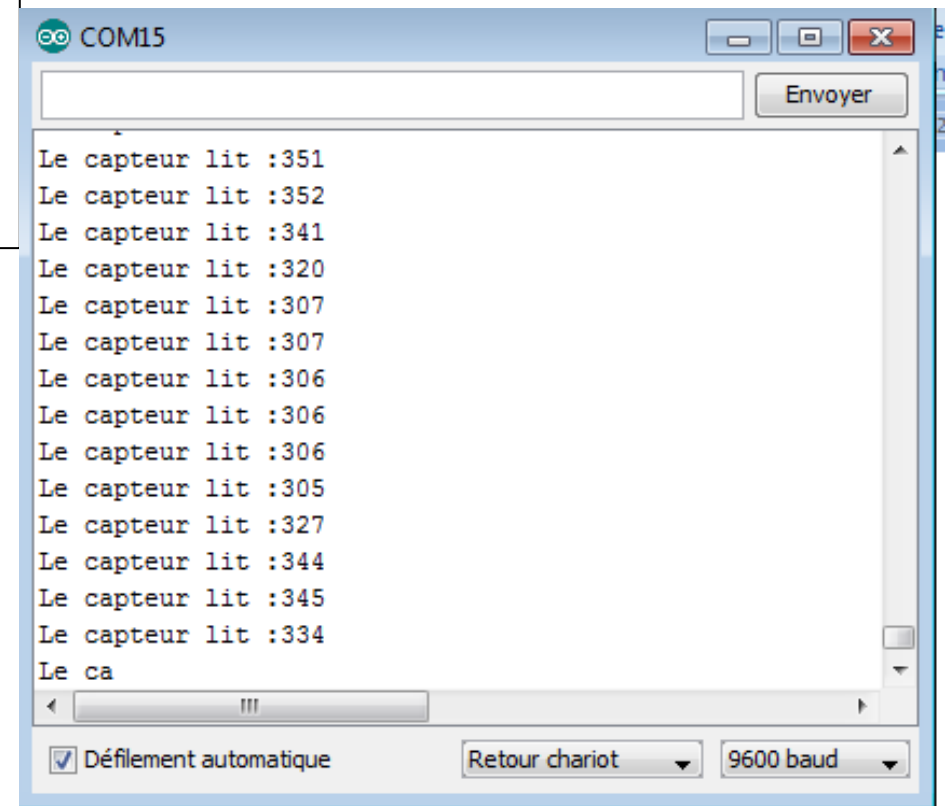 COM15
Envoyer
Le capteur lit :351
Le capteur lit :352
Le capteur lit :341
Le capteur lit :320
Le capteur lit :307
Le capteur lit :307
Le capteur lit :306
Le capteur lit :306
Le capteur lit :306
Le capteur lit :305
Le capteur lit :327
Le capteur lit :344
Le capteur lit :345
Le capteur lit :334
Le ca
Défilement automatique Retour chariot 9600 baud